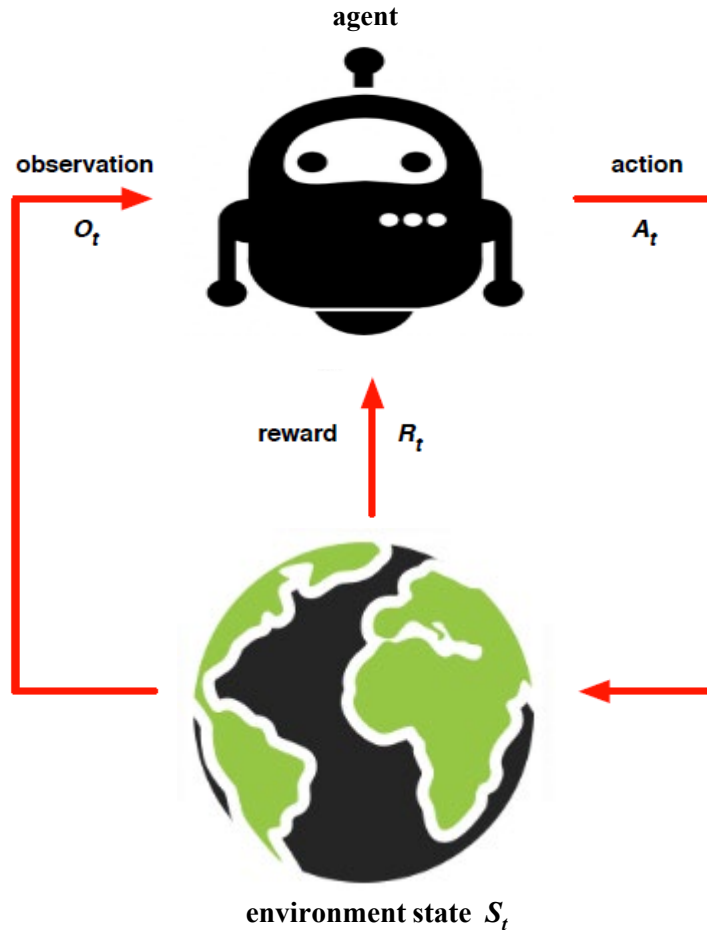 agent
observation
action
O_t
A_t
reward R_t
environment state S_t